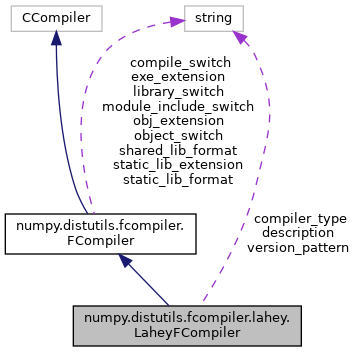 CCompiler
string
compile_switch
exe_extension
library_switch
module_include_switch
obj_extension
object_switch
shared_lib_format
static_lib_extension
static_lib_format
numpy.distutils.fcompiler.
FCompiler
compiler_type
description
version_pattern
numpy.distutils.fcompiler.lahey.
LaheyFCompiler